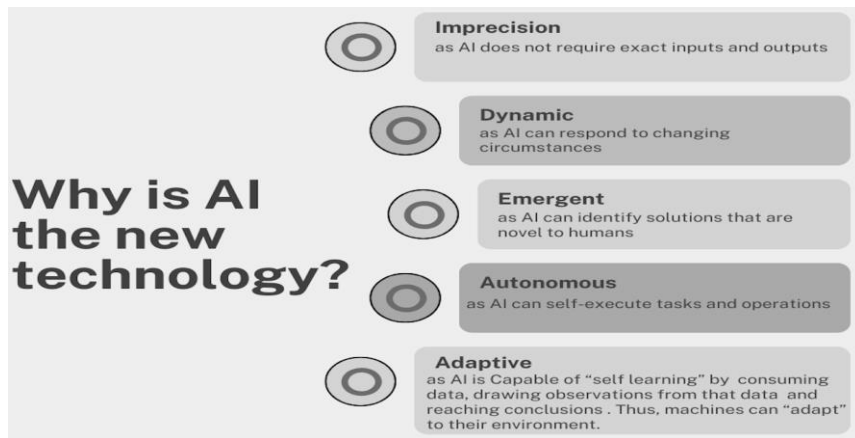 Why is AI
the new
technology?
Imprecision
as AI does not require exact inputs and outputs
Dynamic
as AI can respond to changing
circumstances
Emergent
as AI can identify solutions that are
novel to humans
Autonomous
as AI can self-execute tasks and operations
Adaptive
as AI is Capable of “self learning” by consuming
data, drawing observations from that data and
reaching conclusions . Thus, machines can “adapt”
to their environment.